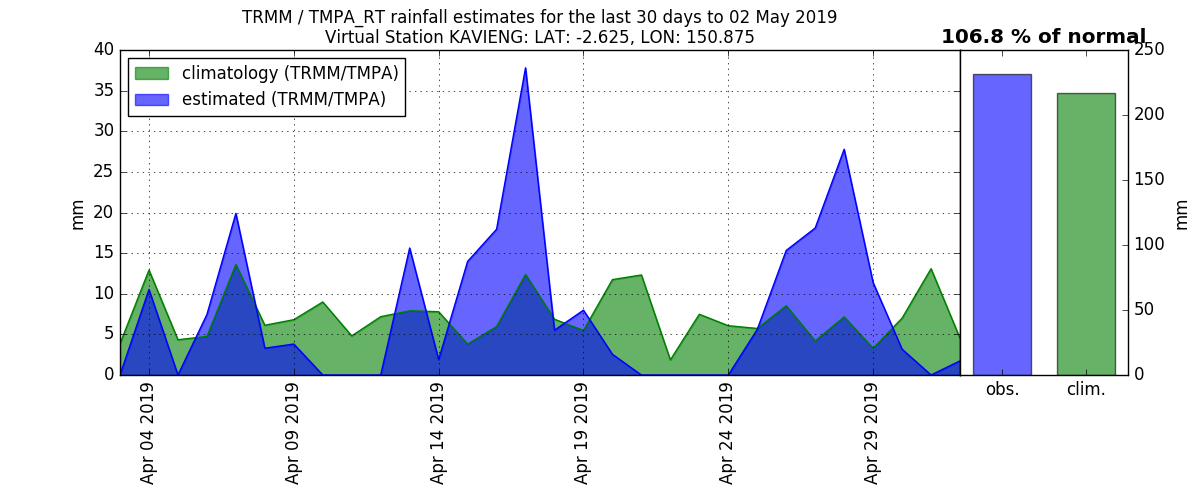 TRMM / TMPA_RT rainfall estimates for the last 30 days to 02 May 2019
Virtual Station KAVIENG: LAT: -2.625, LON: 150.875
106.8 % of normal
climatology (TRMM/TMPA)
estimated (TRMM/TMPA)
40
35
30
25
20
15
10
5
0
mm
Apr 04 2019
Apr 09 2019
Apr 14 2019
Apr 19 2019
Apr 24 2019
Apr 29 2019
250
200
150
100
50
0
mm
obs.
clim.